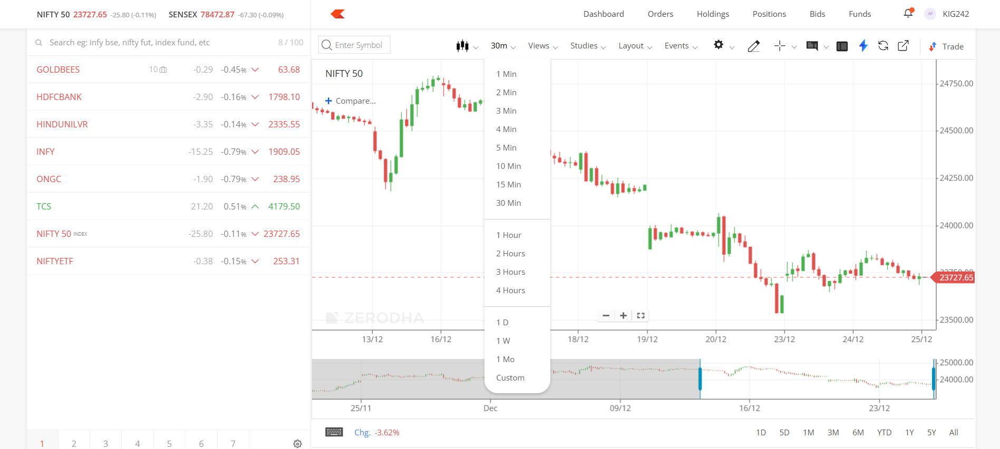 NIFTY 50 23727.65 -25.80 (-0.11%) SENSEX 78472.87 -67.30 (-0.09%)
Dashboard Orders Holdings Positions Bids Funds AP KIG242
Search eg: infy bse, nifty fut, index fund, etc 8 / 100
GOLDBEES 10 -0.29 -0.45% 63.68
HDFCBANK -2.90 -0.16% 1798.10
HINDUNILVR -3.35 -0.14% 2335.55
INFY -15.25 -0.79% 1909.05
ONGC -1.90 -0.79% 238.95
TCS 21.20 0.51% 4179.50
NIFTY 50 INDEX -25.80 -0.11% 23727.65
NIFTYETF -0.38 -0.15% 253.31
1 2 3 4 5 6 7
Enter Symbol 30m Views Studies Layout Events Trade
NIFTY 50
+ Compare...
1 Min
2 Min
3 Min
4 Min
5 Min
10 Min
15 Min
30 Min
1 Hour
2 Hours
3 Hours
4 Hours
1 D
1 W
1 Mo
Custom
24750.00
24500.00
24250.00
24000.00
23750.00
23727.65
23500.00
ZERODHA
13/12 16/12 18/12 19/12 20/12 23/12 24/12 25/12
25000.00
24000.00
25/11 Dec 09/12 16/12 23/12
Chg. -3.62% 1D 5D 1M 3M 6M YTD 1Y 5Y All